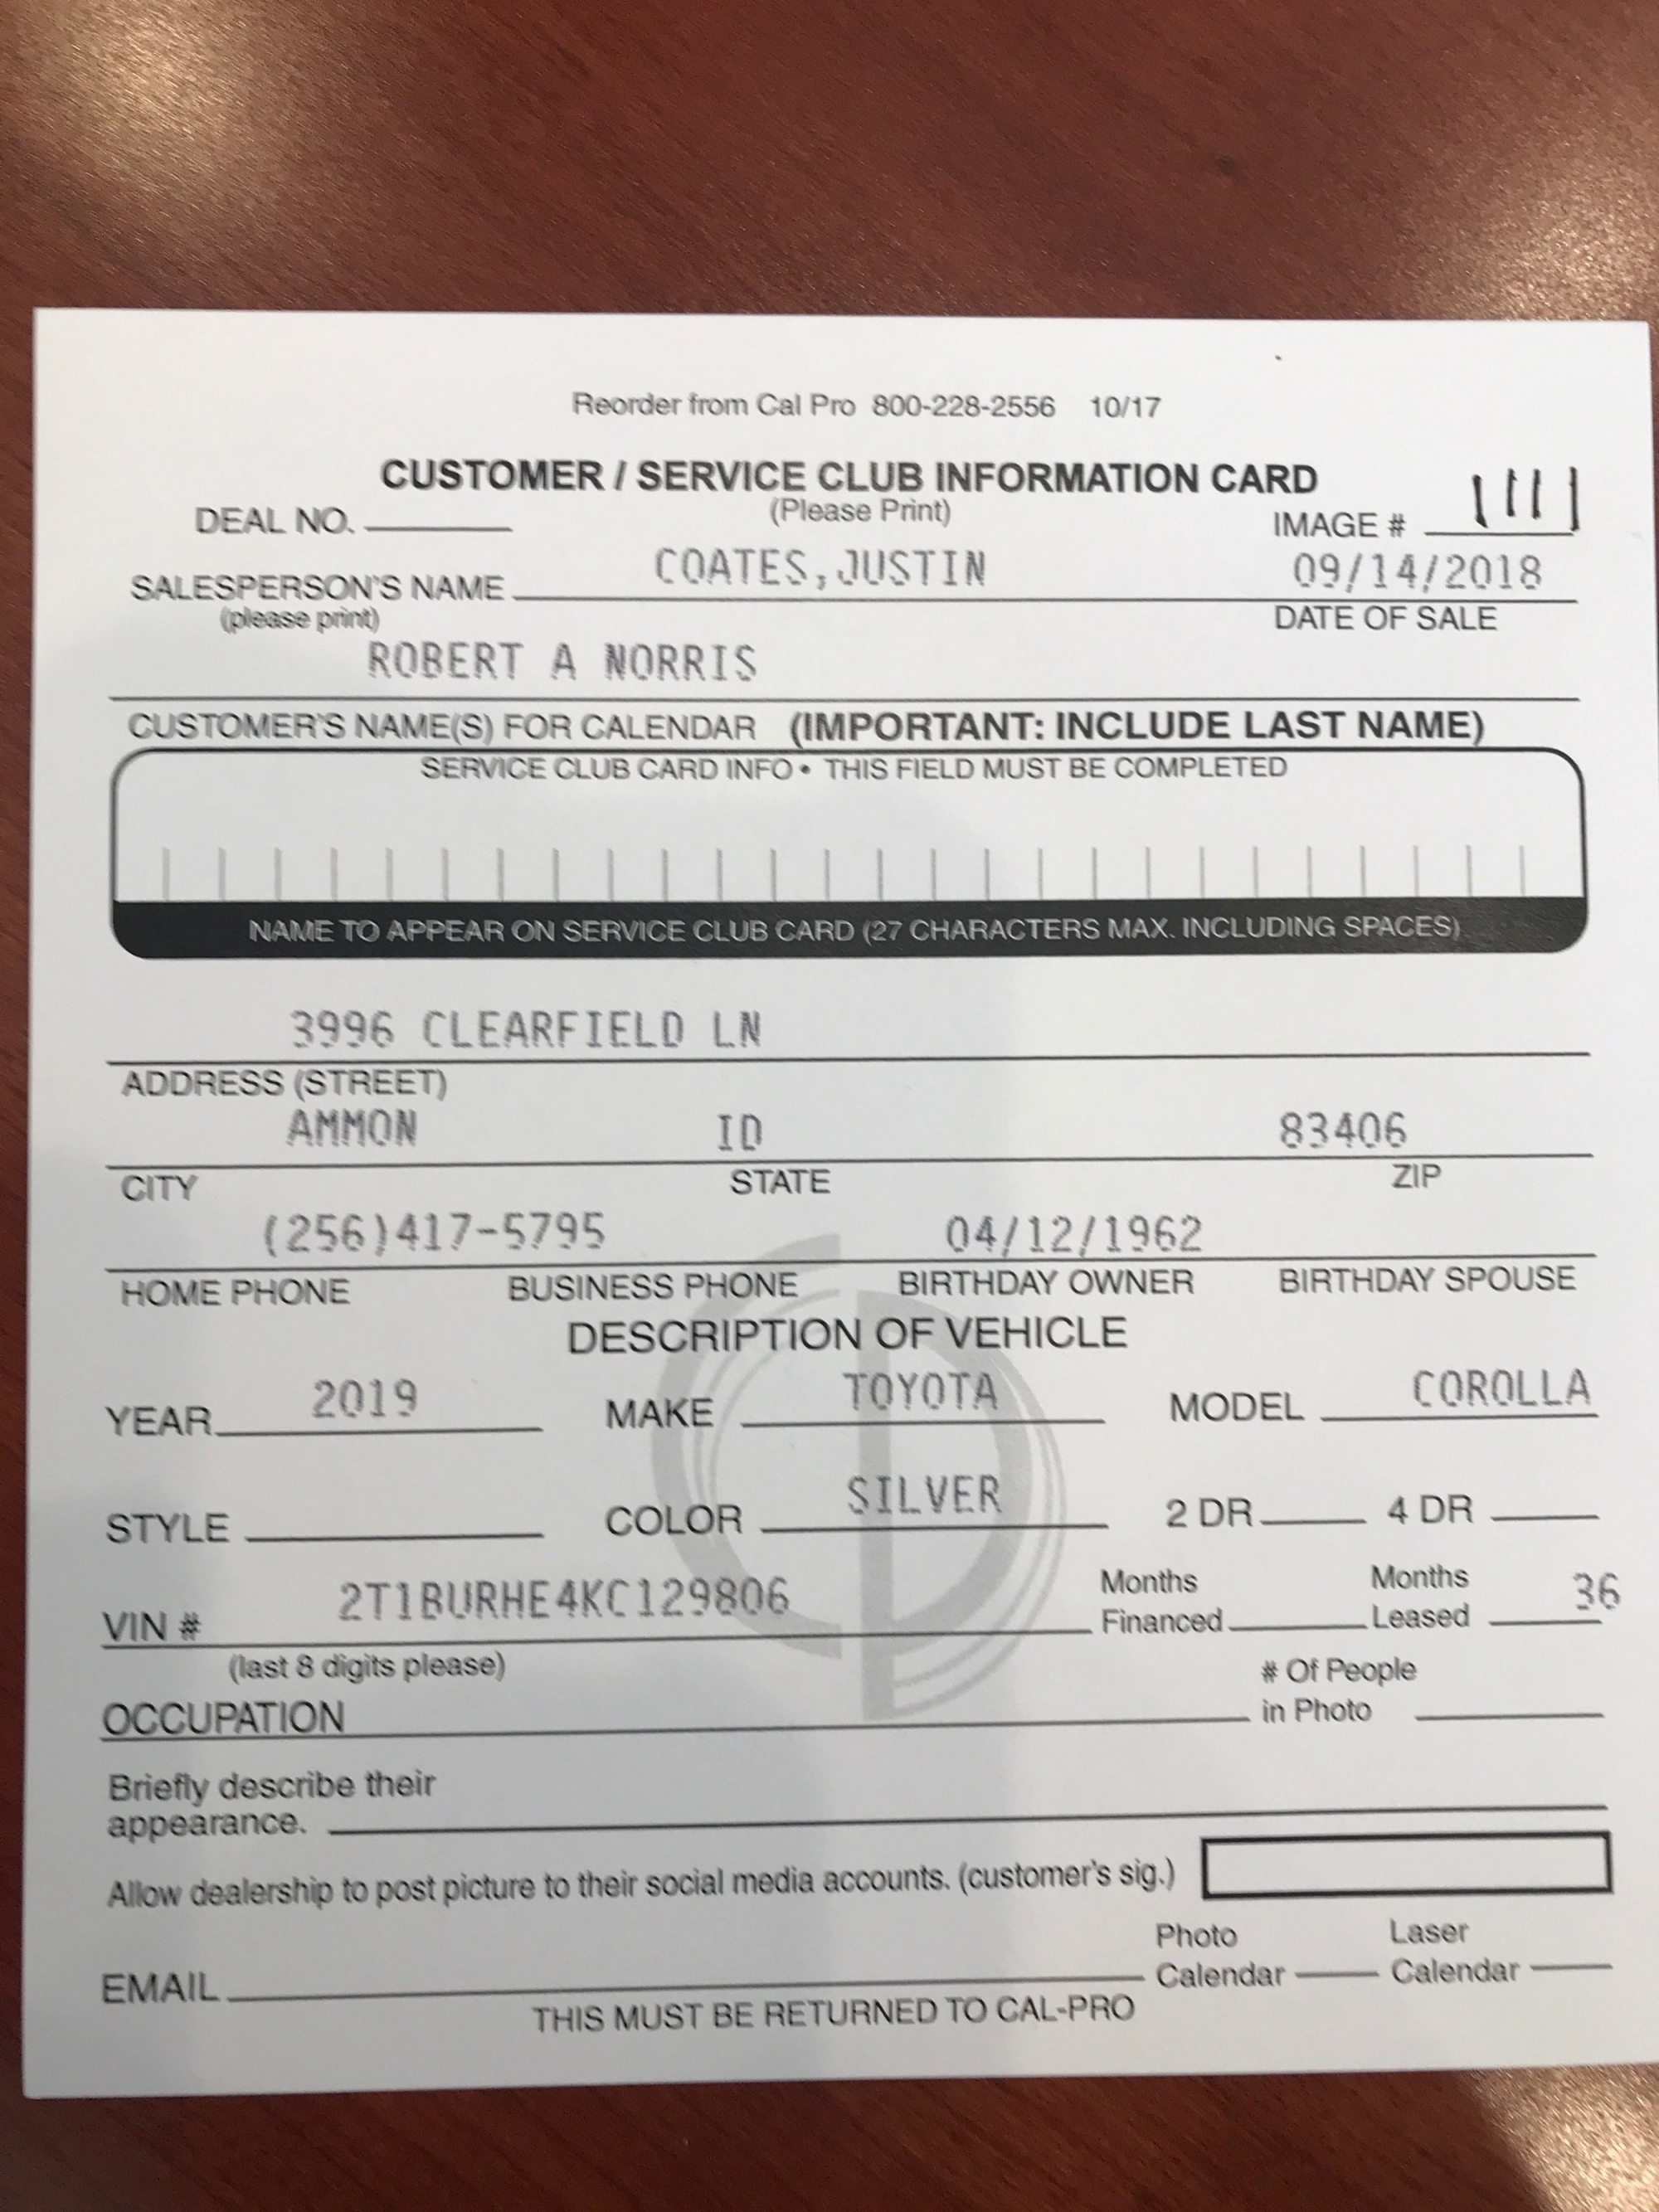 Reorder from Cal Pro 800-228-2556 10/17
CUSTOMER / SERVICE CLUB INFORMATION CARD
(Please Print)
DEAL NO.
IMAGE # 1111
SALESPERSON'S NAME COATES,JUSTIN 09/14/2018
(please print) DATE OF SALE
ROBERT A NORRIS
CUSTOMER'S NAME(S) FOR CALENDAR (IMPORTANT: INCLUDE LAST NAME)
SERVICE CLUB CARD INFO • THIS FIELD MUST BE COMPLETED
NAME TO APPEAR ON SERVICE CLUB CARD (27 CHARACTERS MAX. INCLUDING SPACES)
3996 CLEARFIELD LN
ADDRESS (STREET)
AMMON ID 83406
CITY STATE ZIP
(256)417-5795 04/12/1962
HOME PHONE BUSINESS PHONE BIRTHDAY OWNER BIRTHDAY SPOUSE
DESCRIPTION OF VEHICLE
YEAR 2019 MAKE TOYOTA MODEL COROLLA
STYLE COLOR SILVER 2 DR 4 DR
VIN # 2T1BURHE4KC129806 Months Financed Months Leased 36
(last 8 digits please)
OCCUPATION # Of People in Photo
Briefly describe their
appearance.
Allow dealership to post picture to their social media accounts. (customer's sig.)
EMAIL Photo Calendar Laser Calendar
THIS MUST BE RETURNED TO CAL-PRO